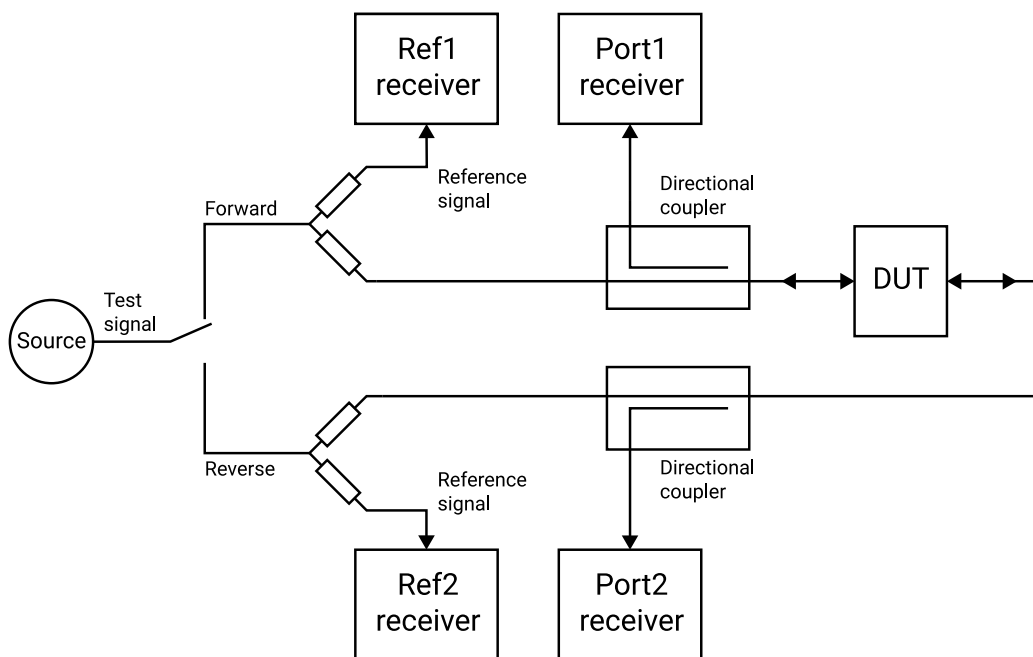 Ref1
receiver
Port1
receiver
Reference
signal
Directional
coupler
Forward
DUT
Test
signal
Source
Reverse
Reference
signal
Directional
coupler
Ref2
receiver
Port2
receiver